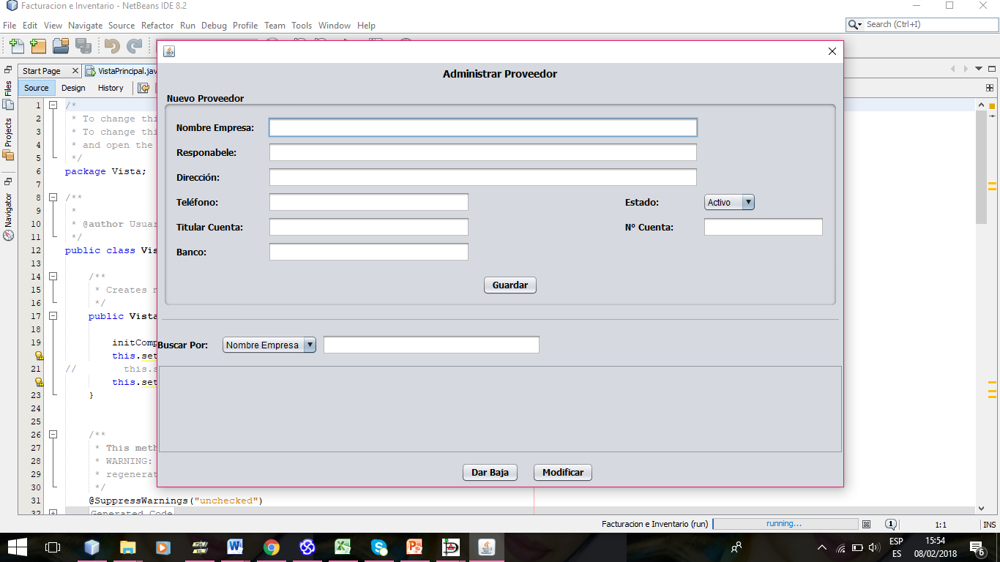 Facturacion e Inventario - NetBeans IDE 8.2
File Edit View Navigate Source Refactor Run Debug Profile Team Tools Window Help
Search (Ctrl+I)
Start Page
VistaPrincipal.jav
Source Design History
Files
Projects
Navigator
Administrar Proveedor
Nuevo Proveedor
Nombre Empresa:
Responabele:
Dirección:
Teléfono:
Estado: Activo
Titular Cuenta:
Nº Cuenta:
Banco:
Guardar
Buscar Por: Nombre Empresa
Dar Baja Modificar
1 /*
2 * To change thi
3 * To change thi
4 * and open the
5 */
6 package Vista;
7
8 /**
9 *
10 * @author Usuar
11 */
12 public class Vis
13
14 /**
15 * Creates n
16 */
17 public Vista
18
19 initComp
this.set
21 // this.s
this.set
23 }
24
25
26 /**
27 * This meth
28 * WARNING:
29 * regenerat
30 */
31 @SuppressWarnings("unchecked")
32 Generated Code
Facturacion e Inventario (run) running... 1 1:1 INS
ESP 15:54
ES 08/02/2018 6